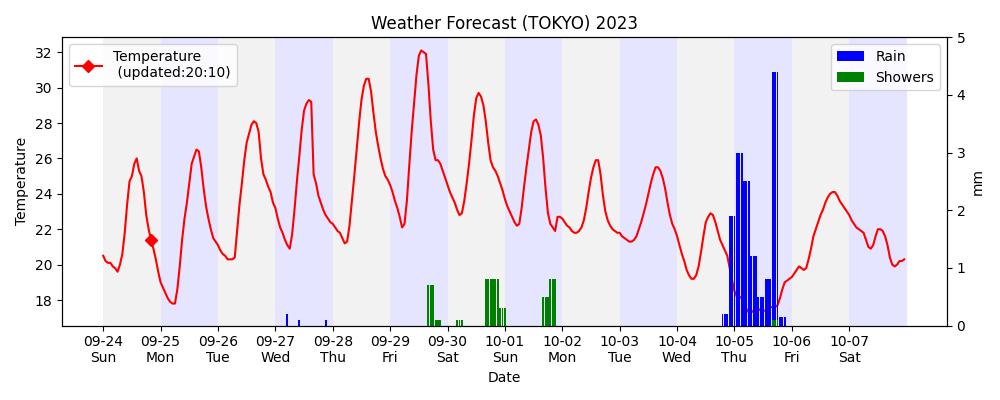 Weather Forecast (TOKYO) 2023
Temperature
(updated:20:10)
Rain
Showers
Temperature
32
30
28
26
24
22
20
18
5
4
3
2
1
0
mm
09-24 09-25 09-26 09-27 09-28 09-29 09-30 10-01 10-02 10-03 10-04 10-05 10-06 10-07
Sun Mon Tue Wed Thu Fri Sat Sun Mon Tue Wed Thu Fri Sat
Date